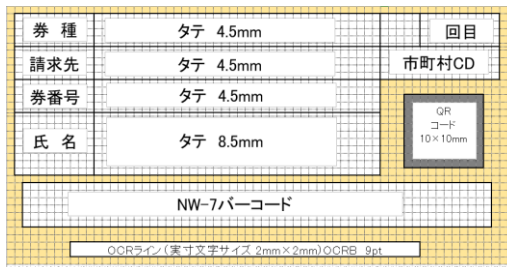 券 種 タテ 4.5mm 回目
請求先 タテ 4.5mm 市町村CD
券番号 タテ 4.5mm
QR
コード
10×10mm
氏 名 タテ 8.5mm
NW-7バーコード
OCRライン(実寸文字サイズ 2mm×2mm)OCRB 9pt